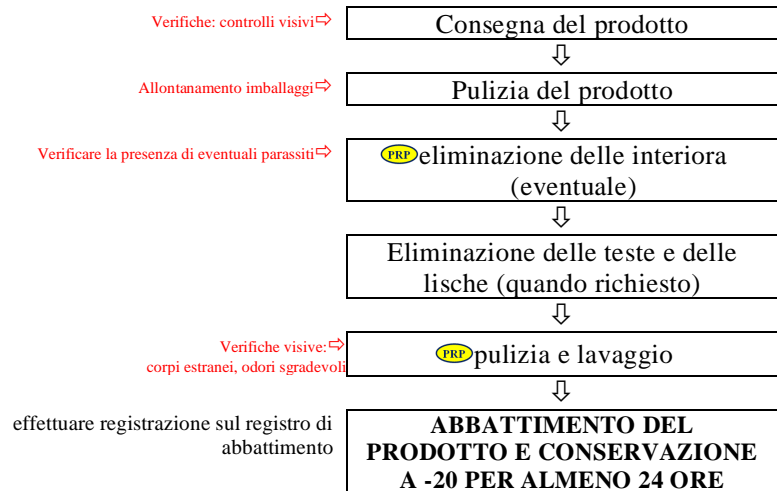 Verifiche: controlli visivi
Consegna del prodotto
Allontanamento imballaggi
Pulizia del prodotto
Verificare la presenza di eventuali parassiti
PRP eliminazione delle interiora
(eventuale)
Eliminazione delle teste e delle
lische (quando richiesto)
Verifiche visive:
corpi estranei, odori sgradevoli
PRP pulizia e lavaggio
effettuare registrazione sul registro di
abbattimento
ABBATTIMENTO DEL
PRODOTTO E CONSERVAZIONE
A -20 PER ALMENO 24 ORE